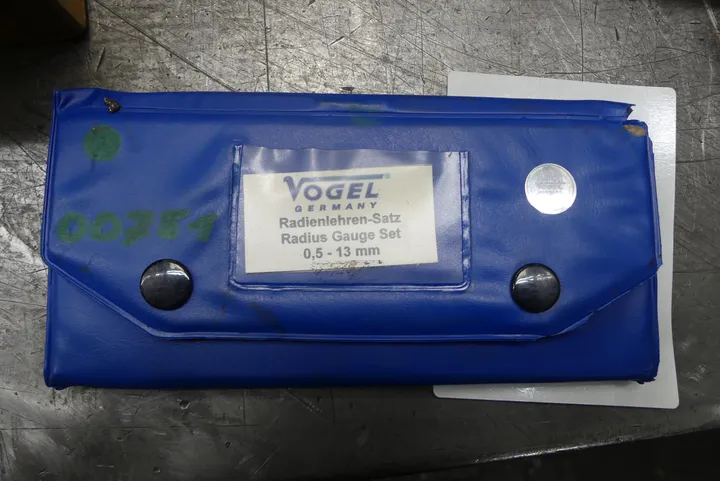 VOGEL
GERMANY
Radienlehren-Satz
Radius Gauge Set
0,5 - 13 mm